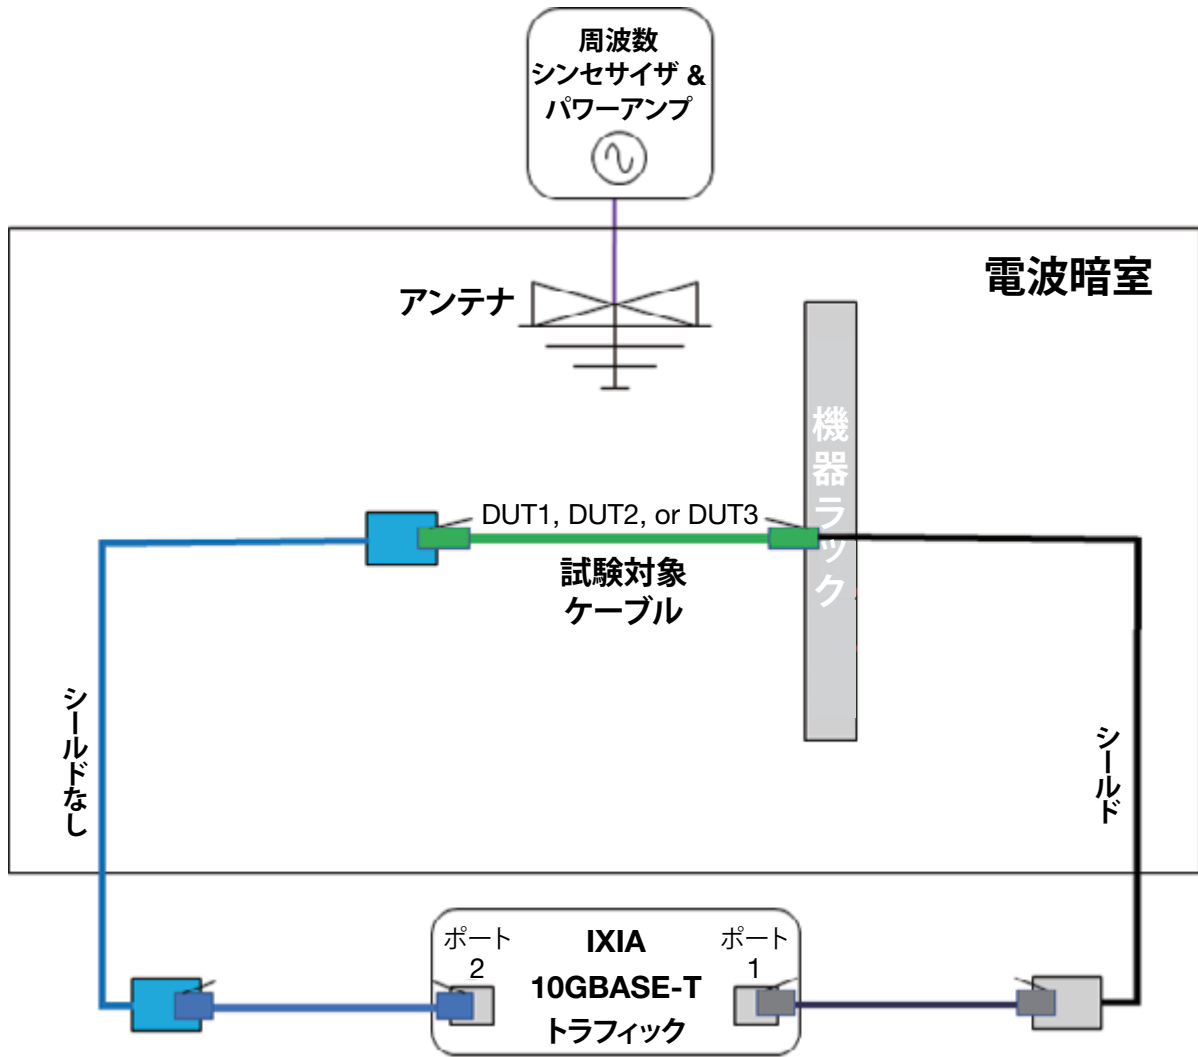 周波数
シンセサイザ &
パワーアンプ
電波暗室
アンテナ
機器ラック
DUT1, DUT2, or DUT3
試験対象
ケーブル
シールドなし
シールド
ポート
2
IXIA
10GBASE-T
トラフィック
ポート
1